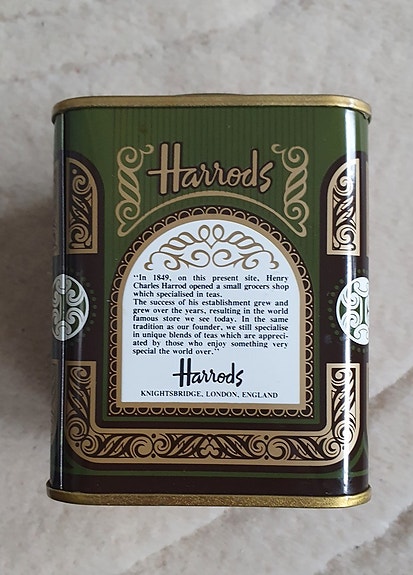 Harrods
“In 1849, on this present site, Henry
Charles Harrod opened a small grocers shop
which specialised in teas.
The success of his establishment grew and
grew over the years, resulting in the world
famous store we see today. In the same
tradition as our founder, we still specialise
in unique blends of teas which are appreci-
ated by those who enjoy something very
special the world over.”
Harrods
KNIGHTSBRIDGE, LONDON, ENGLAND